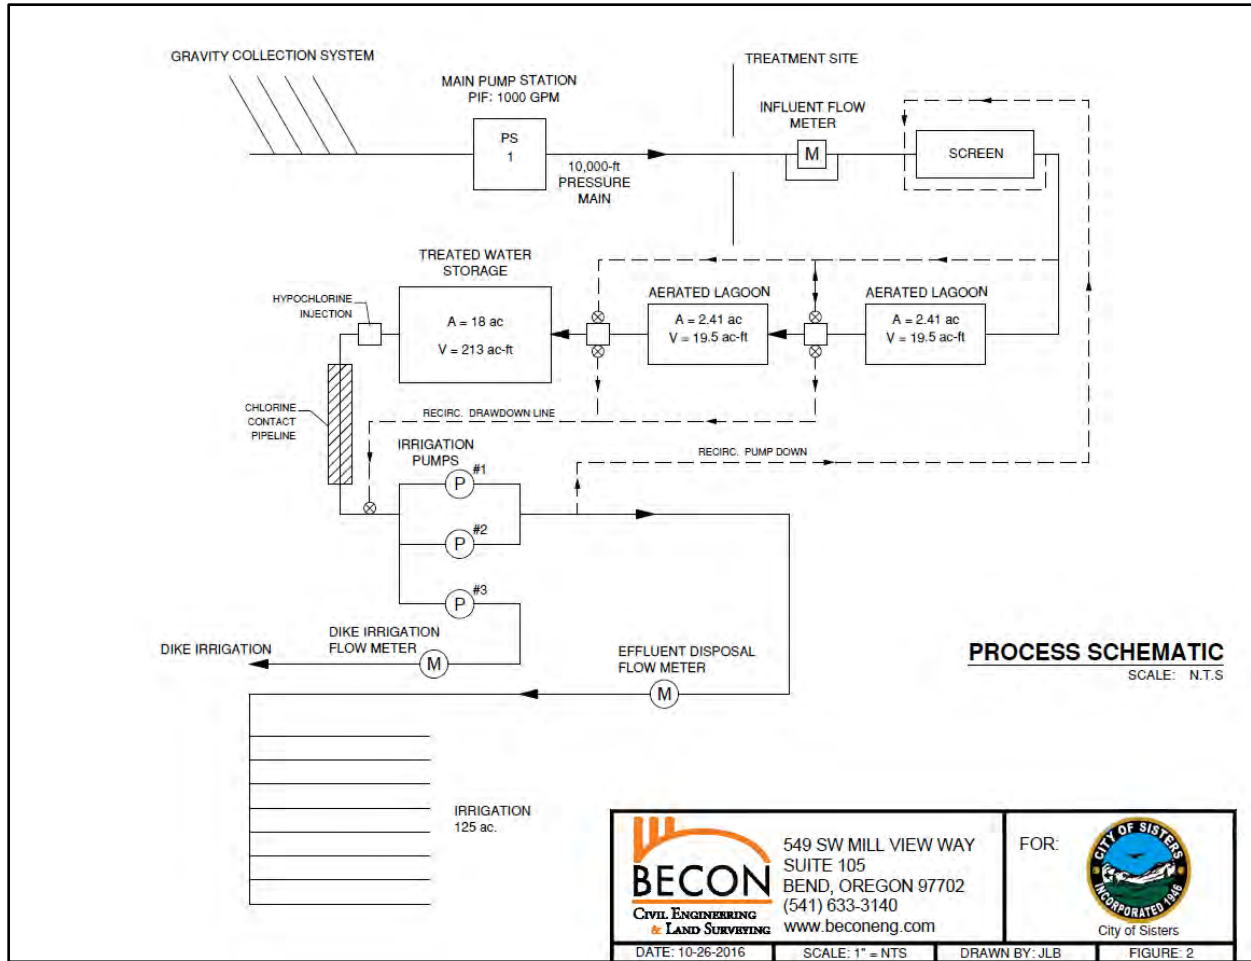 GRAVITY COLLECTION SYSTEM
MAIN PUMP STATION
PIF: 1000 GPM
PS
1
10,000-ft
PRESSURE
MAIN
TREATMENT SITE
INFLUENT FLOW
METER
M
SCREEN
TREATED WATER
STORAGE
A = 18 ac
V = 213 ac-ft
HYPOCHLORINE
INJECTION
AERATED LAGOON
A = 2.41 ac
V = 19.5 ac-ft
AERATED LAGOON
A = 2.41 ac
V = 19.5 ac-ft
CHLORINE
CONTACT
PIPELINE
RECIRC. DRAWDOWN LINE
IRRIGATION
PUMPS
RECIRC. PUMP DOWN
#1
P
#2
P
#3
P
DIKE IRRIGATION
DIKE IRRIGATION
FLOW METER
M
EFFLUENT DISPOSAL
FLOW METER
M
PROCESS SCHEMATIC
SCALE: N.T.S
IRRIGATION
125 ac.
BECON
CIVIL ENGINEERING
& LAND SURVEYING
549 SW MILL VIEW WAY
SUITE 105
BEND, OREGON 97702
(541) 633-3140
www.beconeng.com
FOR:
CITY OF SISTERS
INCORPORATED 1946
City of Sisters
DATE: 10-26-2016
SCALE: 1" = NTS
DRAWN BY: JLB
FIGURE: 2